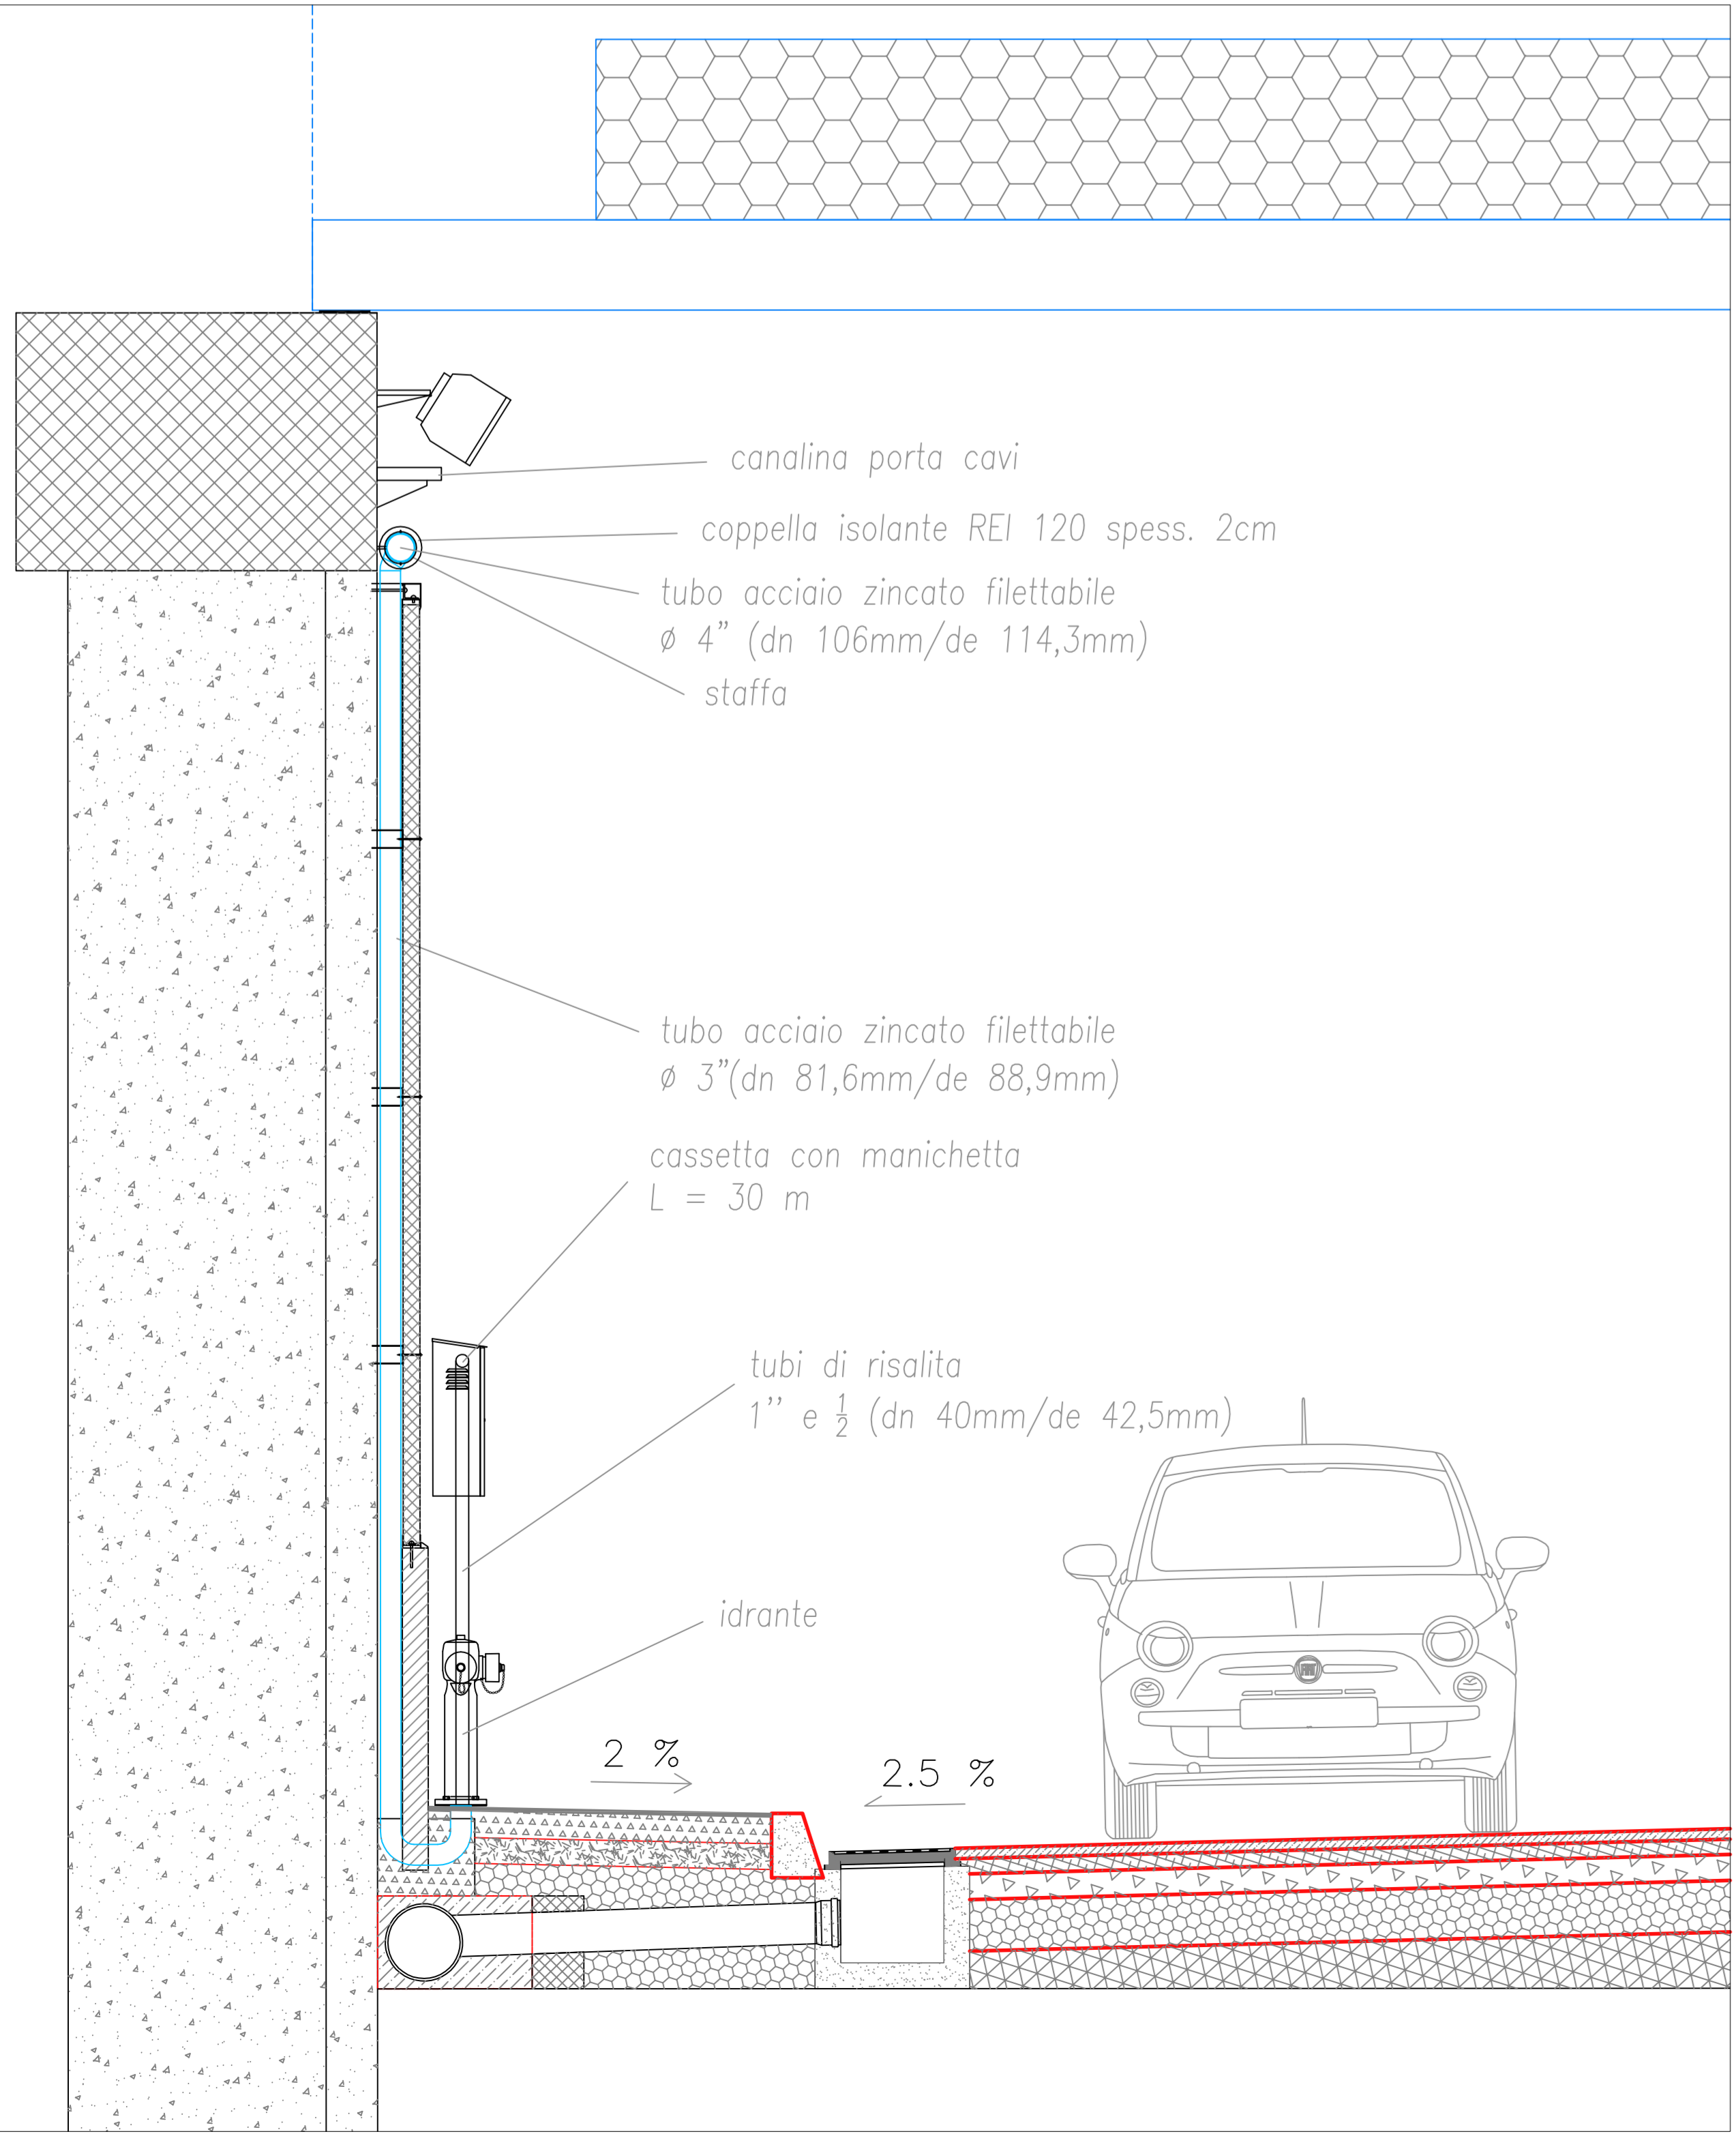 canalina porta cavi
coppella isolante REI 120 spess. 2cm
tubo acciaio zincato filettabile
ø 4” (dn 106mm/de 114,3mm)
staffa
tubo acciaio zincato filettabile
ø 3”(dn 81,6mm/de 88,9mm)
cassetta con manichetta
L = 30 m
tubi di risalita
1’’ e ½ (dn 40mm/de 42,5mm)
idrante
2 %
2.5 %
FIAT